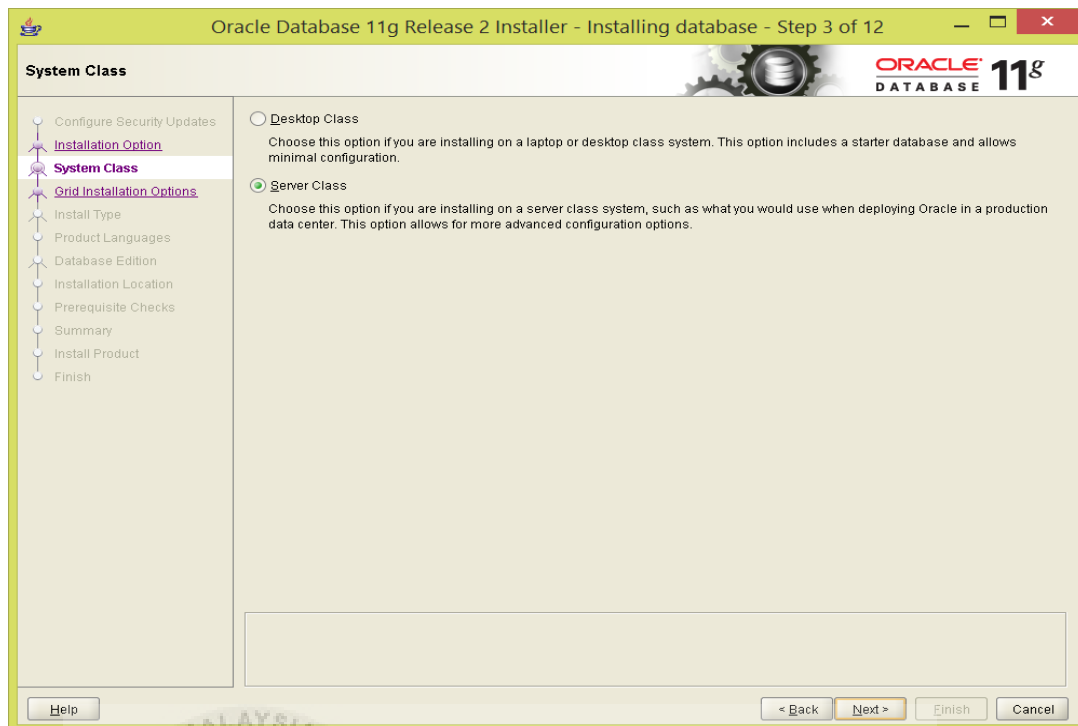 Oracle Database 11g Release 2 Installer - Installing database - Step 3 of 12
System Class
ORACLE
DATABASE
11g
Configure Security Updates
Installation Option
System Class
Grid Installation Options
Install Type
Product Languages
Database Edition
Installation Location
Prerequisite Checks
Summary
Install Product
Finish
Desktop Class
Choose this option if you are installing on a laptop or desktop class system. This option includes a starter database and allows
minimal configuration.
Server Class
Choose this option if you are installing on a server class system, such as what you would use when deploying Oracle in a production
data center. This option allows for more advanced configuration options.
Help
< Back
Next >
Finish
Cancel